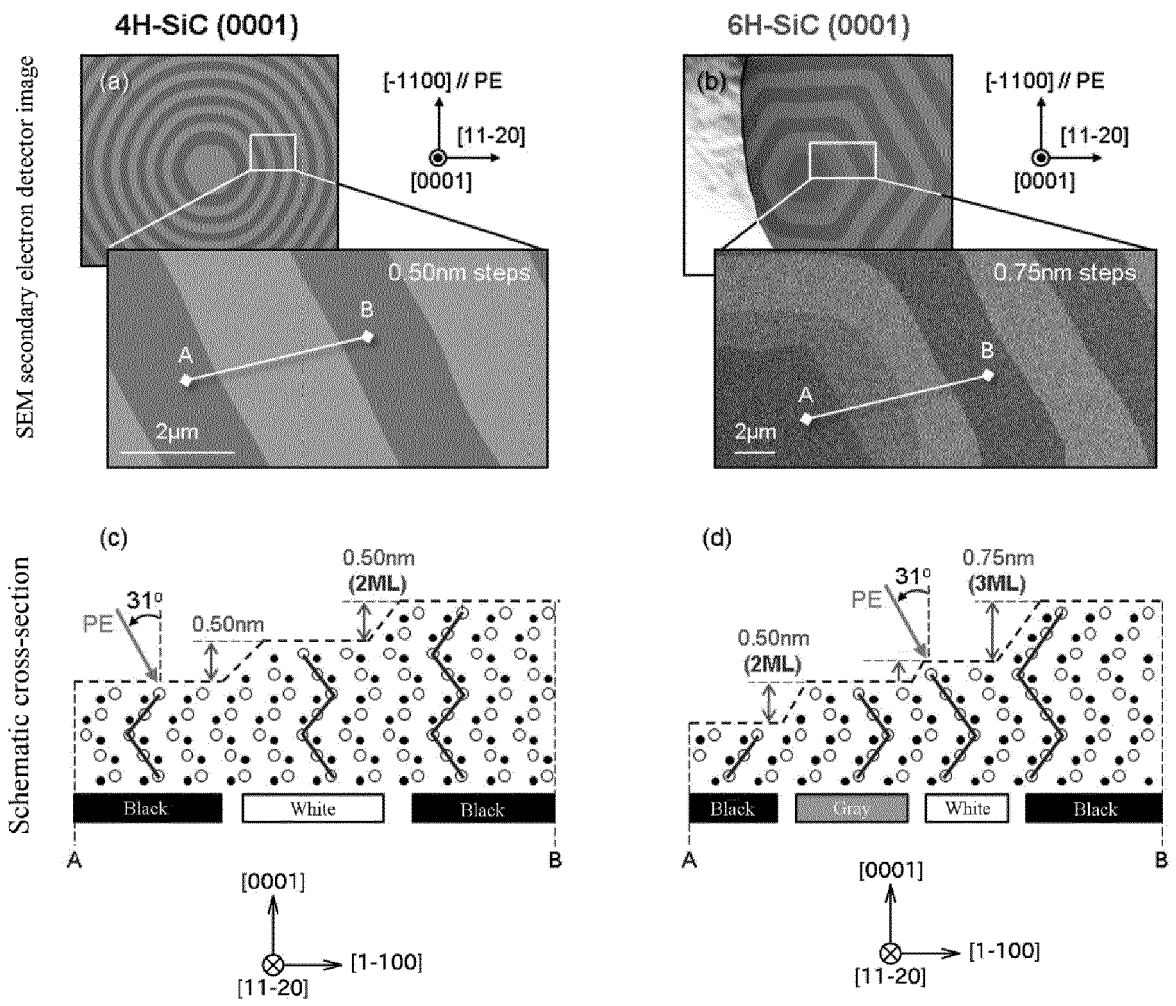 4H-SiC (0001)
6H-SiC (0001)
SEM secondary electron detector image
(a)
[-1100] // PE
[11-20]
[0001]
(b)
[-1100] // PE
[11-20]
[0001]
0.50nm steps
A
B
2μm
0.75nm steps
A
B
2μm
Schematic cross-section
(c)
0.50nm
(2ML)
31º
PE
0.50nm
Black
White
Black
A
B
[0001]
[1-100]
[11-20]
(d)
0.75nm
(3ML)
31º
PE
0.50nm
(2ML)
Black
Gray
White
Black
A
B
[0001]
[1-100]
[11-20]